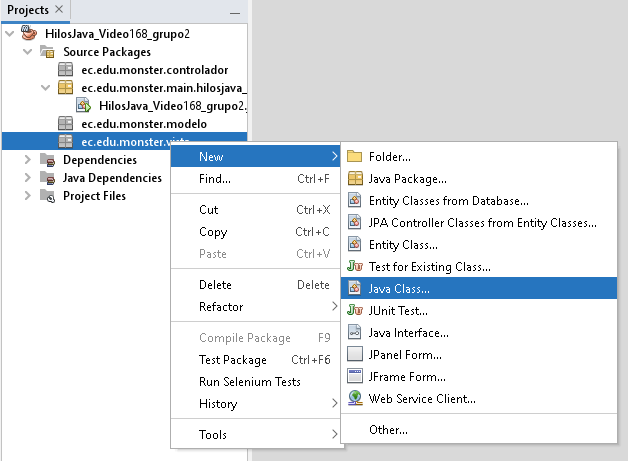 Projects
HilosJava_Video168_grupo2
Source Packages
ec.edu.monster.controlador
ec.edu.monster.main.hilosjava_
HilosJava_Video168_grupo2.
ec.edu.monster.modelo
ec.edu.monster.vista
Dependencies
Java Dependencies
Project Files
New
Find... Ctrl+F
Cut Ctrl+X
Copy Ctrl+C
Paste Ctrl+V
Delete Delete
Refactor
Compile Package F9
Test Package Ctrl+F6
Run Selenium Tests
History
Tools
Folder...
Java Package...
Entity Classes from Database...
JPA Controller Classes from Entity Classes...
Entity Class...
Test for Existing Class...
Java Class...
JUnit Test...
Java Interface...
JPanel Form...
JFrame Form...
Web Service Client...
Other...